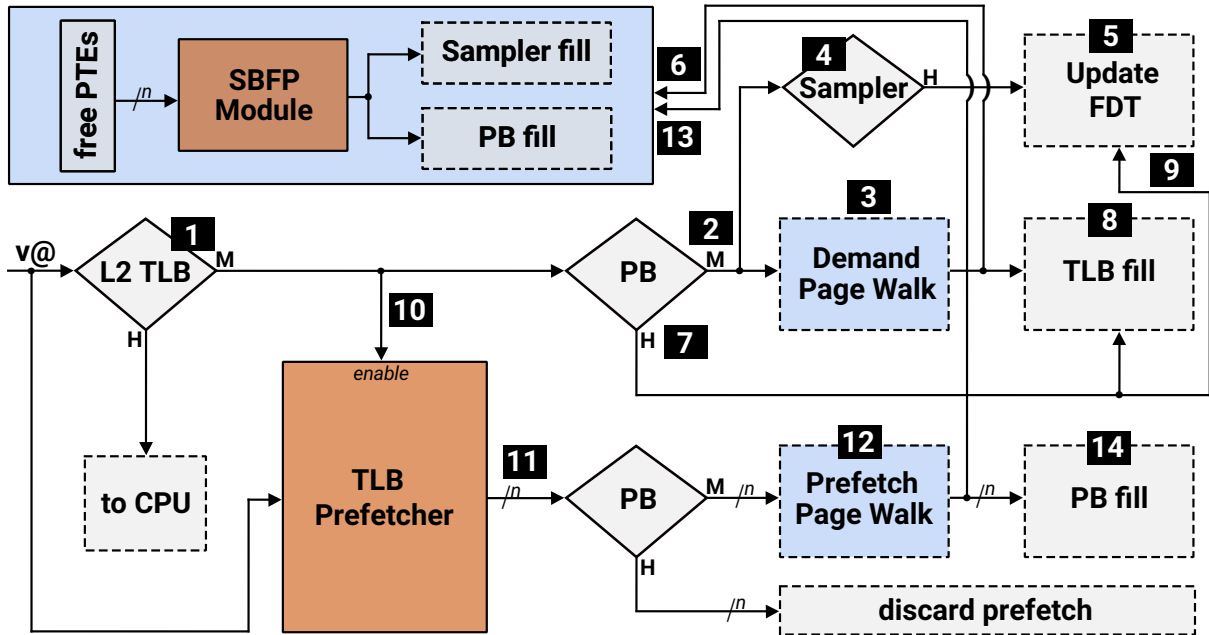 free PTEs
n
SBFP
Module
Sampler fill
PB fill
6
13
4
Sampler
H
5
Update
FDT
9
v@
1
L2 TLB
M
H
10
PB
2
M
H
7
3
Demand
Page Walk
8
TLB fill
to CPU
enable
TLB
Prefetcher
11
n
PB
M
n
H
n
12
Prefetch
Page Walk
n
14
PB fill
discard prefetch